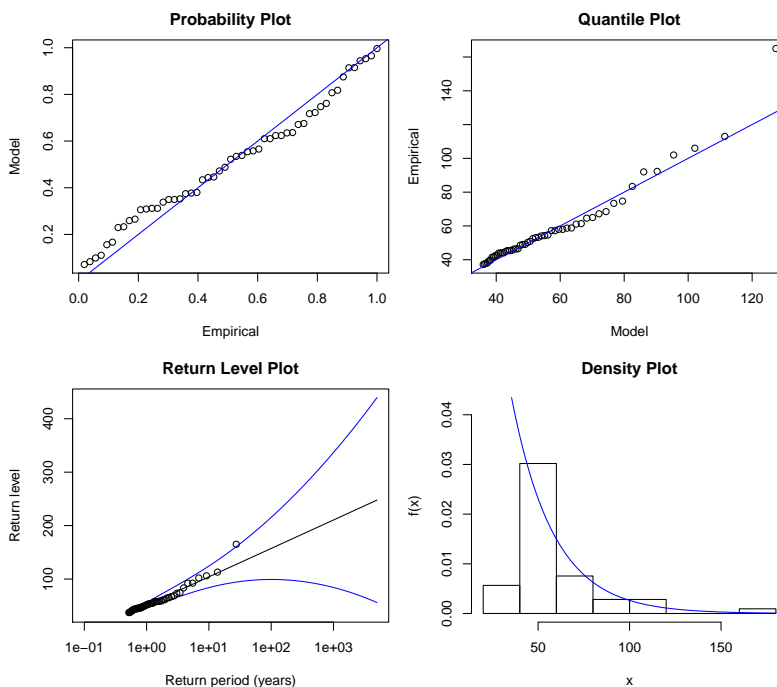 Probability Plot
Model
0.2 0.4 0.6 0.8 1.0
0.0 0.2 0.4 0.6 0.8 1.0
Empirical
Quantile Plot
Empirical
40 60 80 100 160
40 60 80 100 120
Model
Return Level Plot
Return level
100 200 300 400
1e−01 1e+00 1e+01 1e+03
Return period (years)
Density Plot
f(x)
0.00 0.01 0.02 0.03 0.04
50 100 150
x